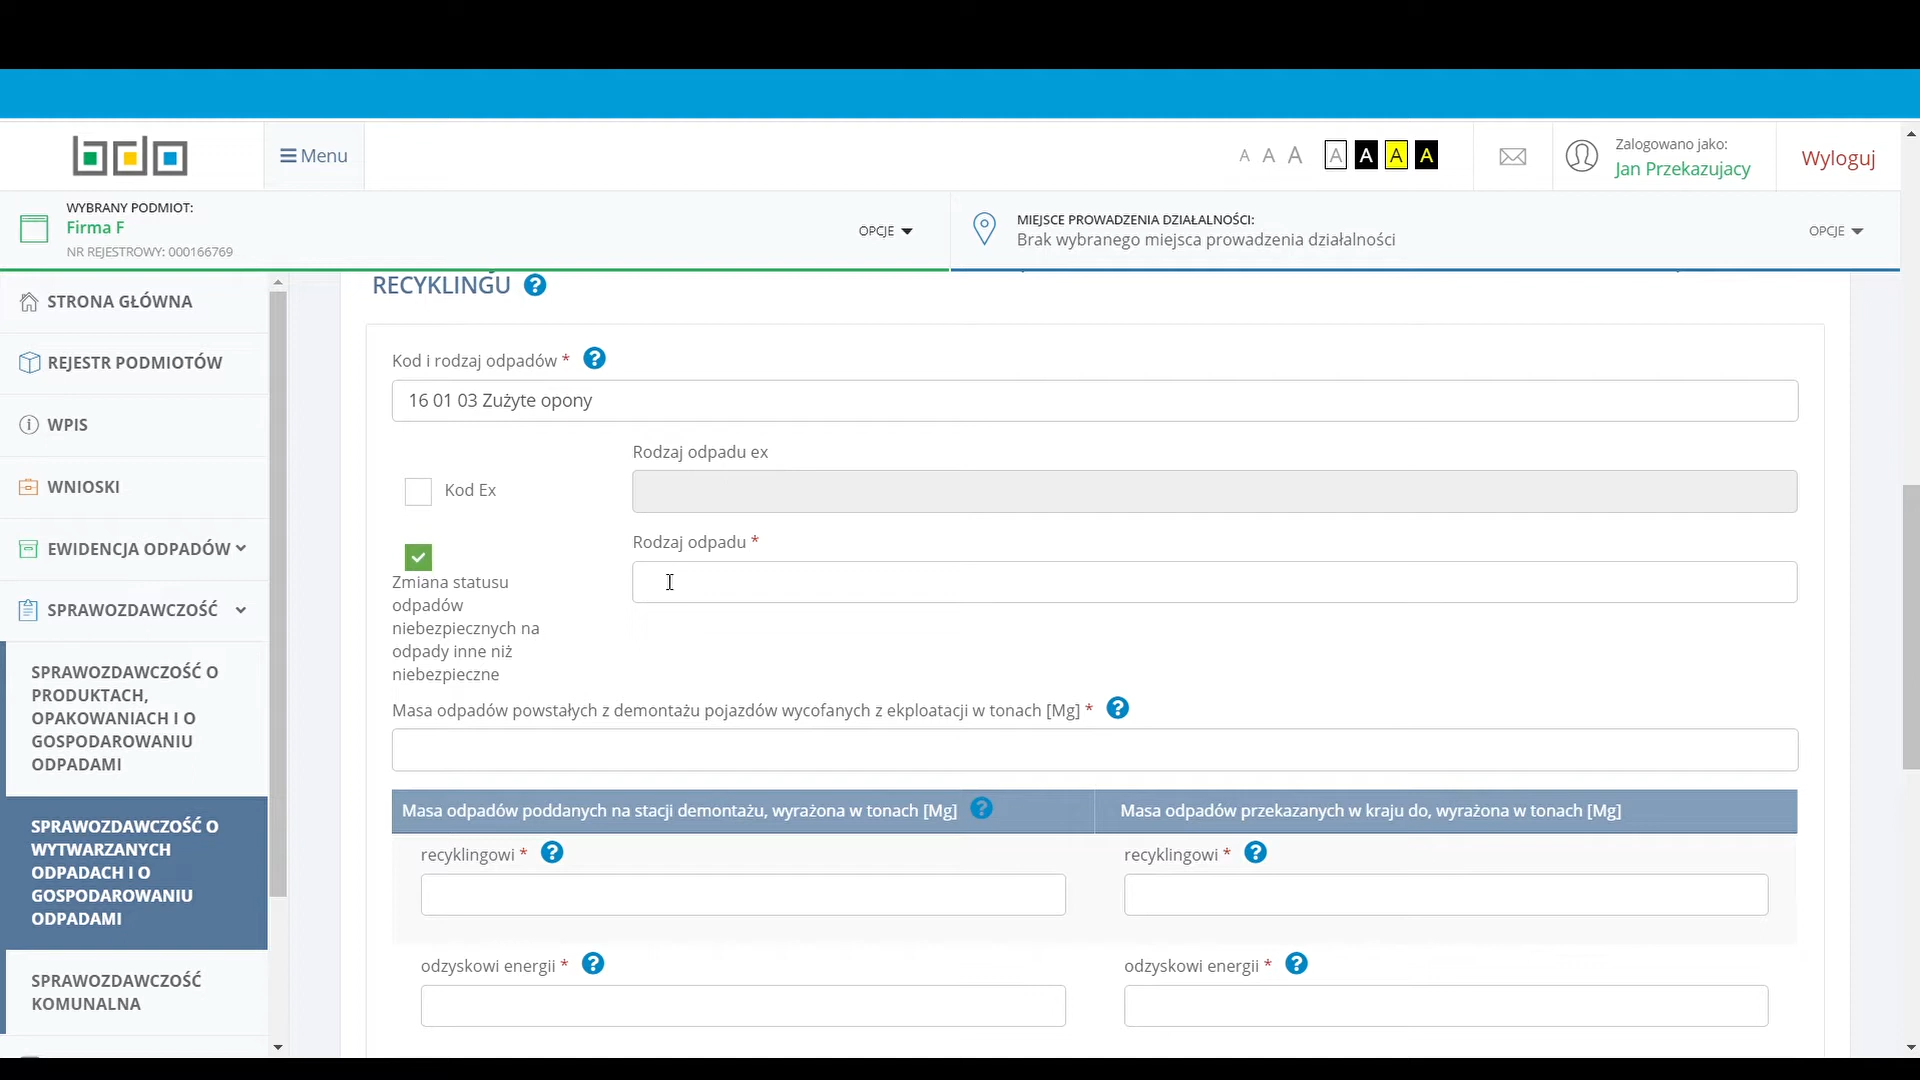 bdo
Menu
A A A A A A A
Zalogowano jako:
Jan Przekazujacy
Wyloguj
WYBRANY PODMIOT:
Firma F
NR REJESTROWY: 000166769
OPCJE
MIEJSCE PROWADZENIA DZIAŁALNOŚCI:
Brak wybranego miejsca prowadzenia działalności
OPCJE
STRONA GŁÓWNA
REJESTR PODMIOTÓW
WPIS
WNIOSKI
EWIDENCJA ODPADÓW
SPRAWOZDAWCZOŚĆ
SPRAWOZDAWCZOŚĆ O
PRODUKTACH,
OPAKOWANIACH I O
GOSPODAROWANIU
ODPADAMI
SPRAWOZDAWCZOŚĆ O
WYTWARZANYCH
ODPADACH I O
GOSPODAROWANIU
ODPADAMI
SPRAWOZDAWCZOŚĆ
KOMUNALNA
RECYKLINGU ?
Kod i rodzaj odpadów * ?
16 01 03 Zużyte opony
Kod Ex
Rodzaj odpadu ex
Zmiana statusu
odpadów
niebezpiecznych na
odpady inne niż
niebezpieczne
Rodzaj odpadu *
Masa odpadów powstałych z demontażu pojazdów wycofanych z ekploatacji w tonach [Mg] * ?
Masa odpadów poddanych na stacji demontażu, wyrażona w tonach [Mg] ?
Masa odpadów przekazanych w kraju do, wyrażona w tonach [Mg]
recyklingowi * ?
recyklingowi * ?
odzyskowi energii * ?
odzyskowi energii * ?